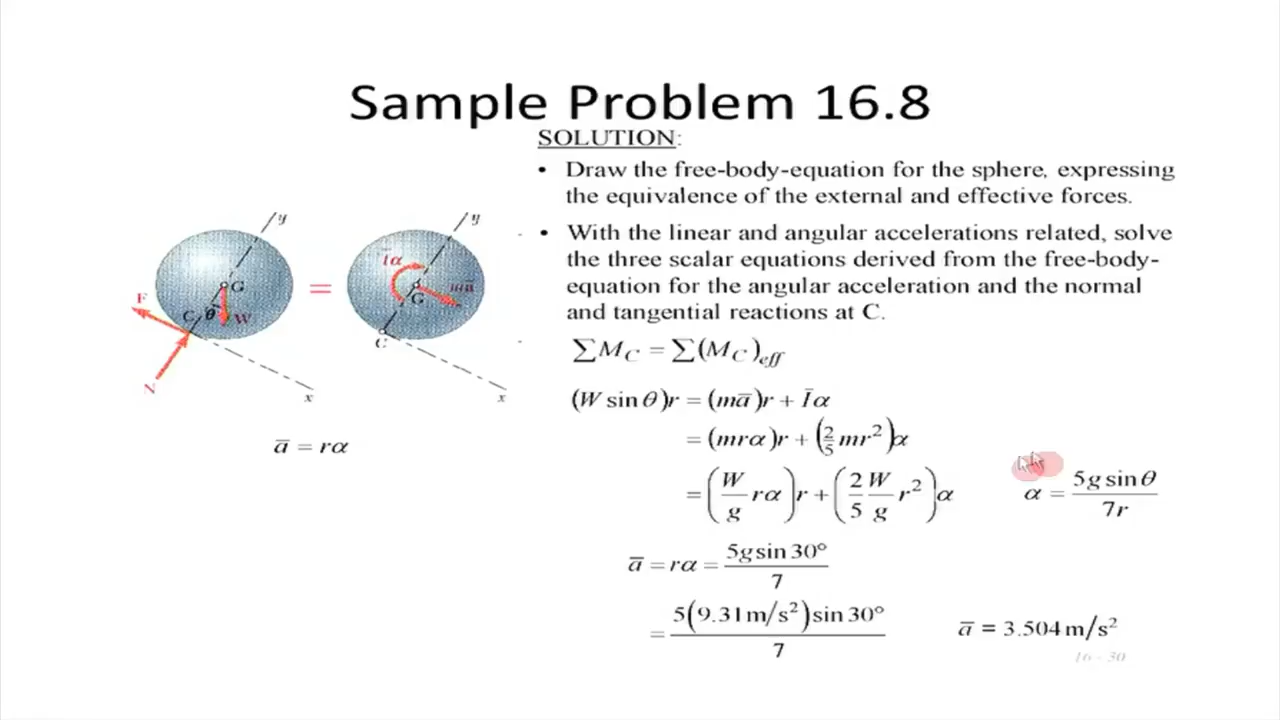 Sample Problem 16.8
SOLUTION:
• Draw the free-body-equation for the sphere, expressing
the equivalence of the external and effective forces.
• With the linear and angular accelerations related, solve
the three scalar equations derived from the free-body-
equation for the angular acceleration and the normal
and tangential reactions at C.
y
G
F
C
θ
W
N
x
=
y
Īα
mā
G
C
x
ā = rα
∑M_C = ∑(M_C)_eff
(W sin θ)r = (mā)r + Īα
= (mrα)r + (2/5 mr²)α
= (W/g rα)r + (2/5 W/g r²)α
α = 5g sin θ / 7r
ā = rα = 5g sin 30° / 7
= 5(9.31 m/s²) sin 30° / 7
ā = 3.504 m/s²
16 - 30